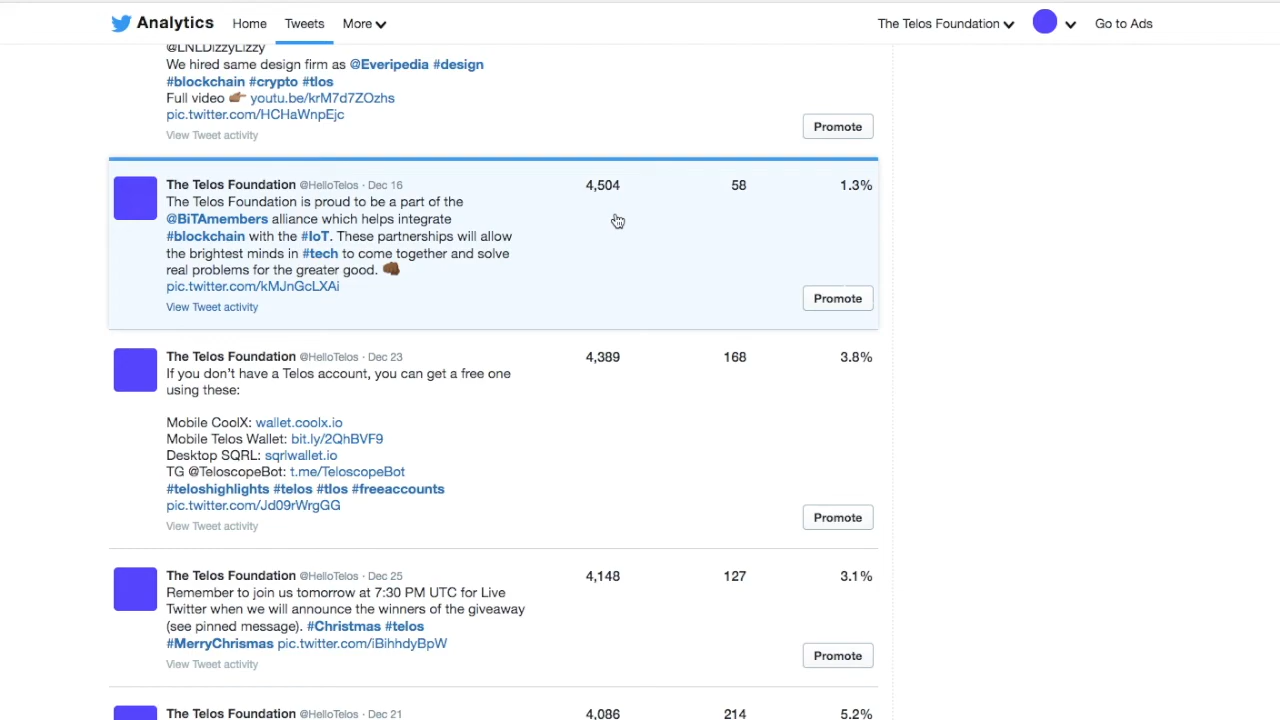 Analytics Home Tweets More The Telos Foundation Go to Ads
@LNLDizzyLizzy
We hired same design firm as @Everipedia #design
#blockchain #crypto #tlos
Full video youtu.be/krM7d7ZOzhs
pic.twitter.com/HCHaWnpEjc
View Tweet activity
Promote
The Telos Foundation @HelloTelos · Dec 16 4,504 58 1.3%
The Telos Foundation is proud to be a part of the
@BiTAmembers alliance which helps integrate
#blockchain with the #IoT. These partnerships will allow
the brightest minds in #tech to come together and solve
real problems for the greater good.
pic.twitter.com/kMJnGcLXAi
View Tweet activity
Promote
The Telos Foundation @HelloTelos · Dec 23 4,389 168 3.8%
If you don't have a Telos account, you can get a free one
using these:
Mobile CoolX: wallet.coolx.io
Mobile Telos Wallet: bit.ly/2QhBVF9
Desktop SQRL: sqrlwallet.io
TG @TeloscopeBot: t.me/TeloscopeBot
#teloshighlights #telos #tlos #freeaccounts
pic.twitter.com/Jd09rWrgGG
View Tweet activity
Promote
The Telos Foundation @HelloTelos · Dec 25 4,148 127 3.1%
Remember to join us tomorrow at 7:30 PM UTC for Live
Twitter when we will announce the winners of the giveaway
(see pinned message). #Christmas #telos
#MerryChrismas pic.twitter.com/iBihhdyBpW
View Tweet activity
Promote
The Telos Foundation @HelloTelos · Dec 21 4,086 214 5.2%